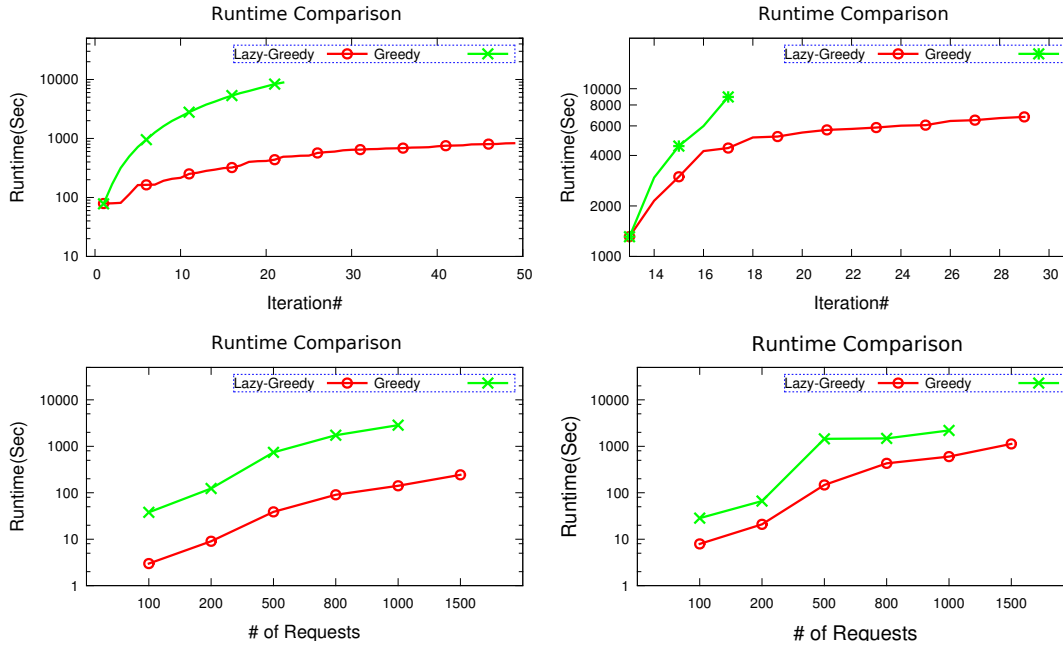 Runtime Comparison
Lazy-Greedy Greedy
10000
1000
100
10
Runtime(Sec)
0 10 20 30 40 50
Iteration#
Runtime Comparison
Lazy-Greedy Greedy
10000
8000
6000
4000
2000
1000
Runtime(Sec)
14 16 18 20 22 24 26 28 30
Iteration#
Runtime Comparison
Lazy-Greedy Greedy
10000
1000
100
10
1
Runtime(Sec)
100 200 500 800 1000 1500
# of Requests
Runtime Comparison
Lazy-Greedy Greedy
10000
1000
100
10
1
Runtime(Sec)
100 200 500 800 1000 1500
# of Requests